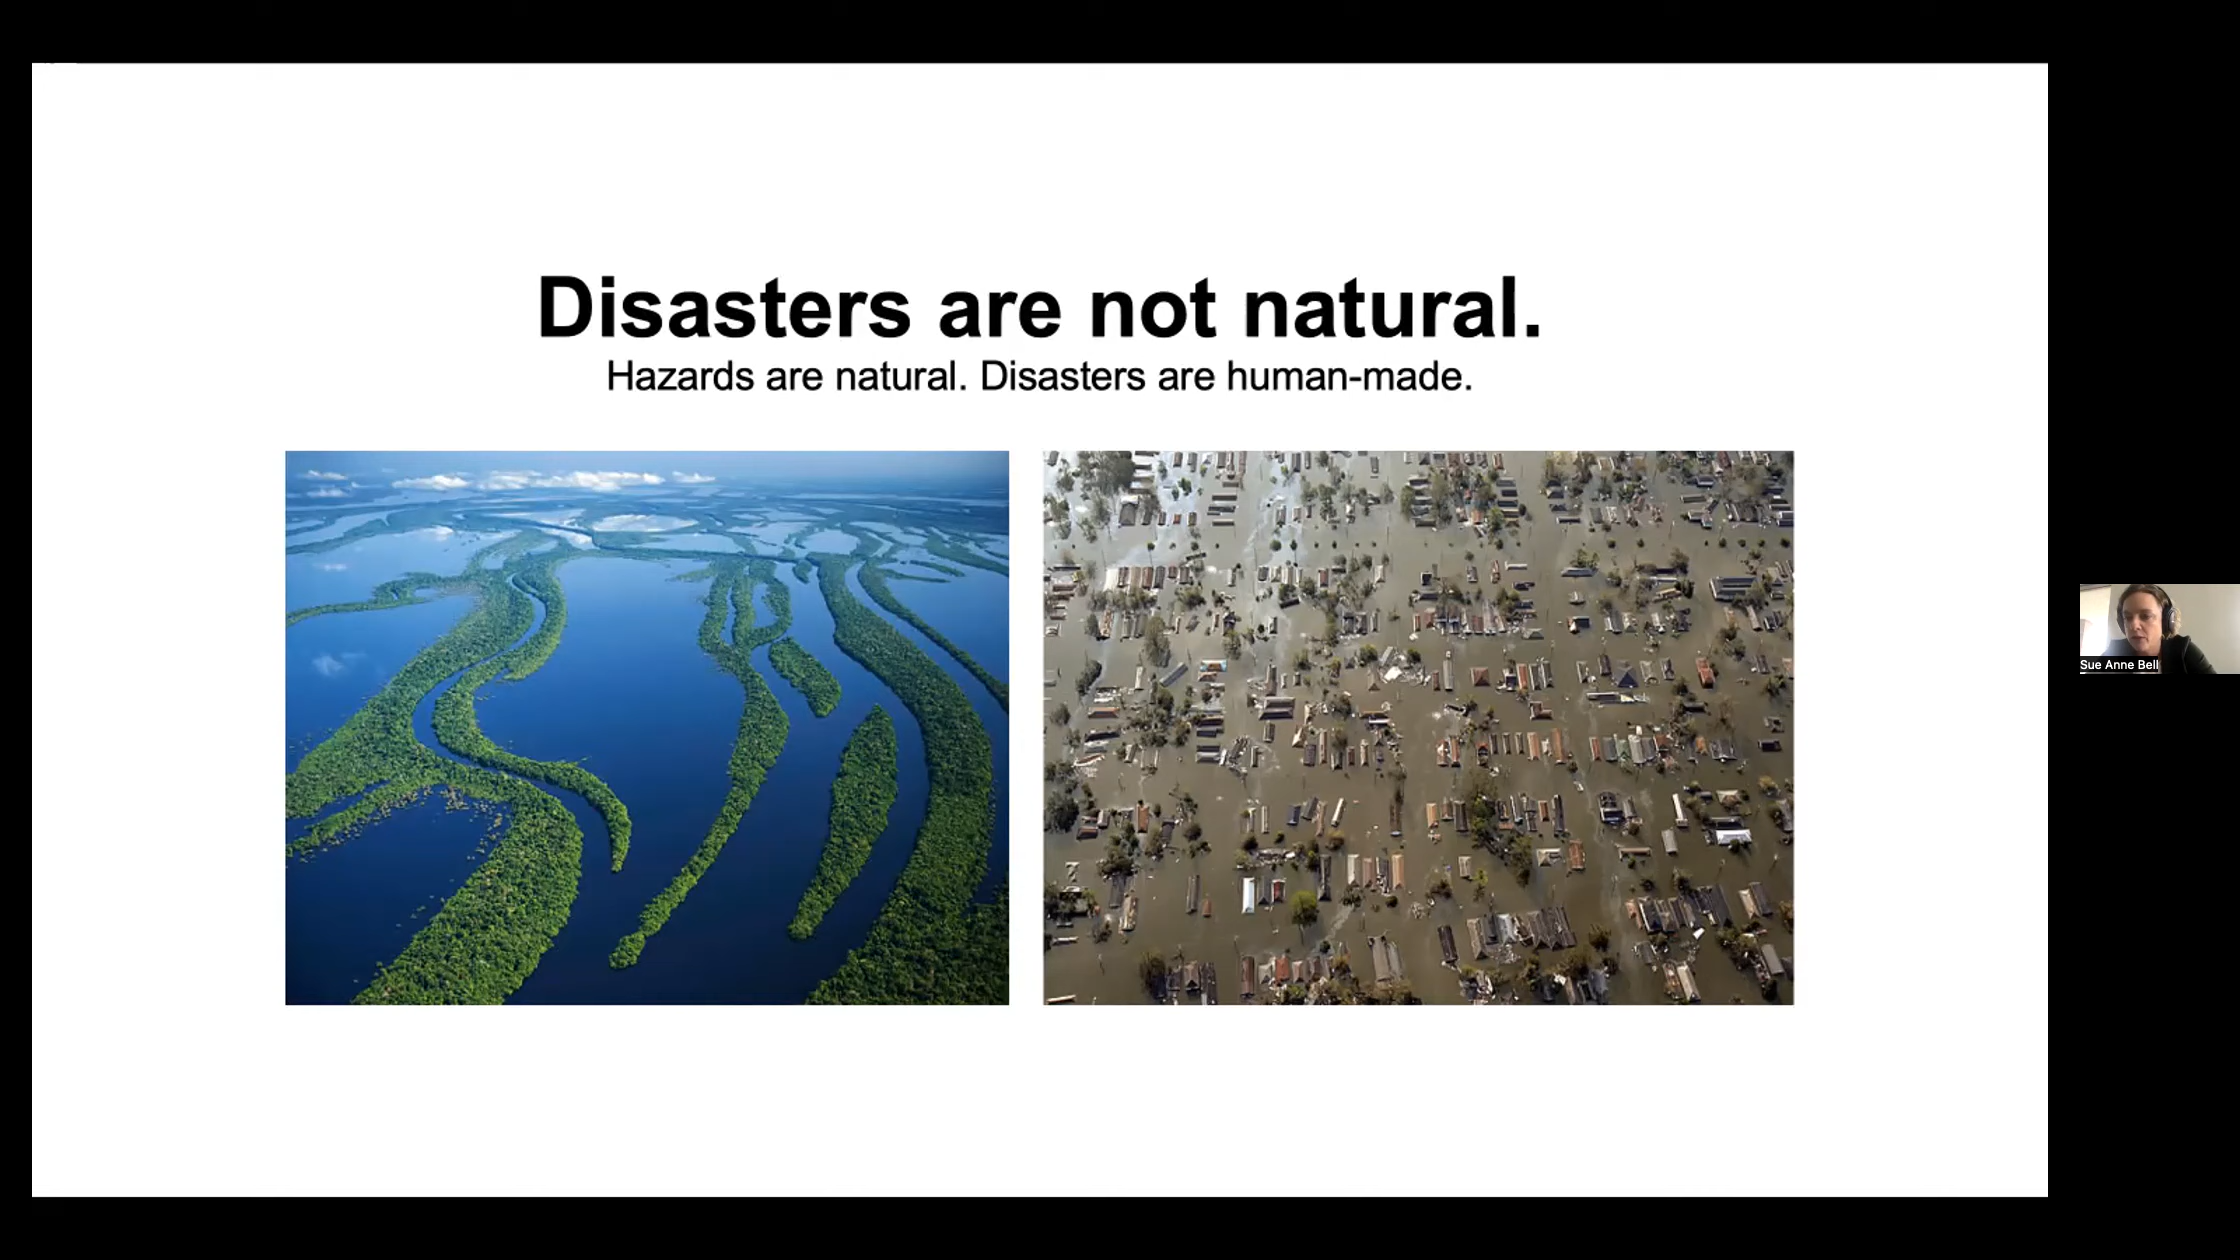 Disasters are not natural.
Hazards are natural. Disasters are human-made.
Sue Anne Bell